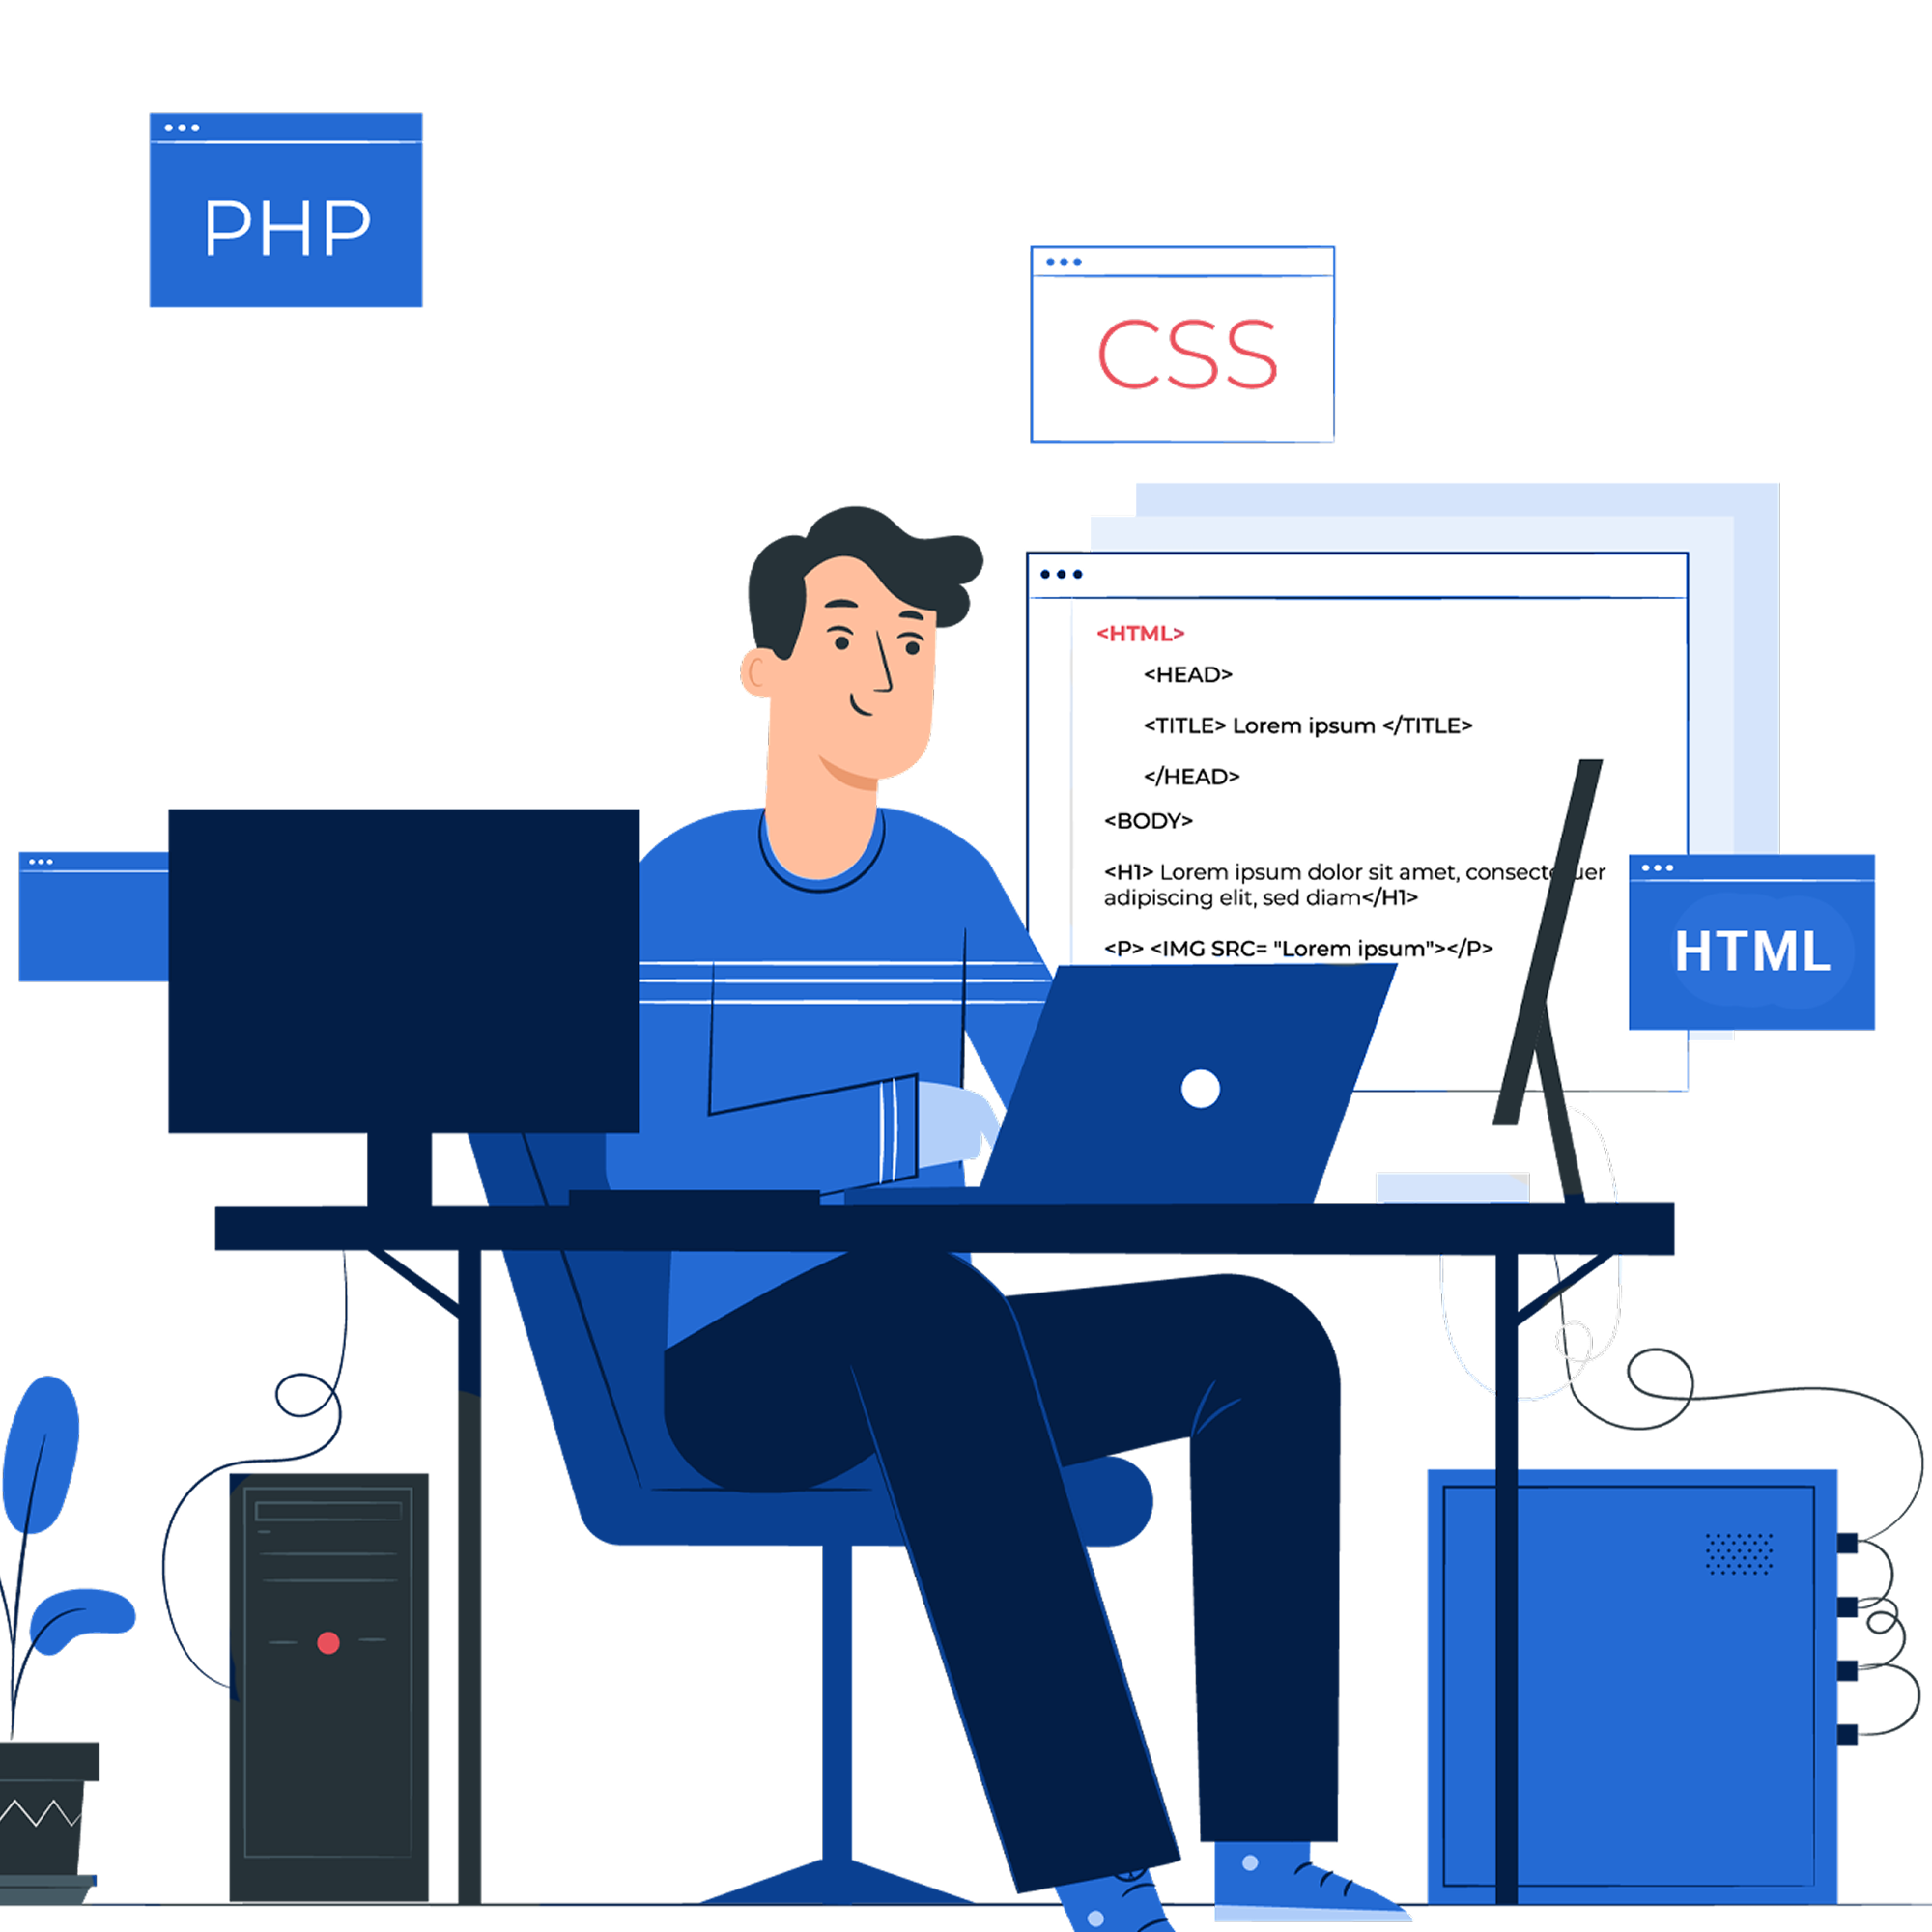 PHP
CSS
<HTML>
<HEAD>
<TITLE> Lorem ipsum </TITLE>
</HEAD>
<BODY>
<H1> Lorem ipsum dolor sit amet, consectetuer
adipiscing elit, sed diam</H1>
<P> <IMG SRC= "Lorem ipsum"></P>
HTML